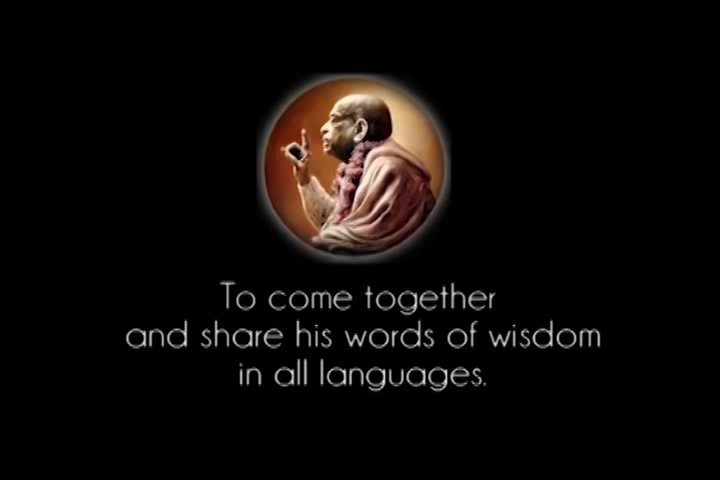 To come together
and share his words of wisdom
in all languages.